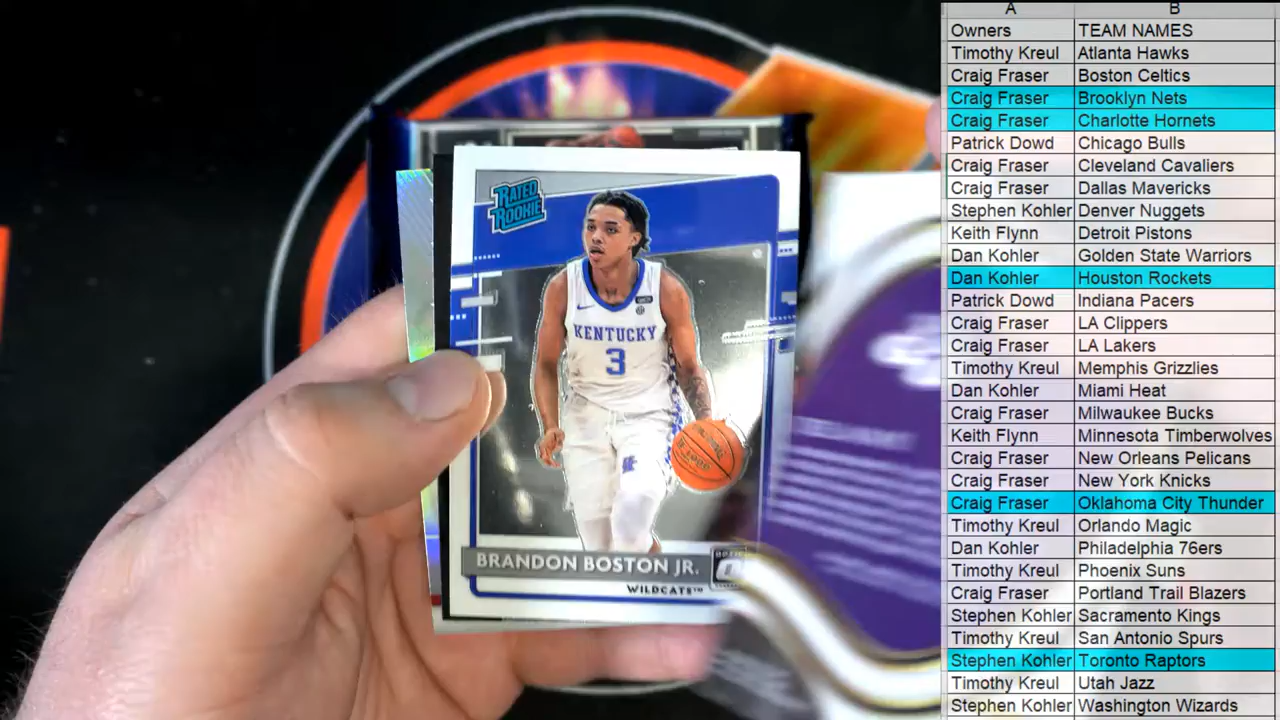 RATED
ROOKIE
KENTUCKY
3
BRANDON BOSTON JR.
OPTIC
WILDCATS™
A B
Owners TEAM NAMES
Timothy Kreul Atlanta Hawks
Craig Fraser Boston Celtics
Craig Fraser Brooklyn Nets
Craig Fraser Charlotte Hornets
Patrick Dowd Chicago Bulls
Craig Fraser Cleveland Cavaliers
Craig Fraser Dallas Mavericks
Stephen Kohler Denver Nuggets
Keith Flynn Detroit Pistons
Dan Kohler Golden State Warriors
Dan Kohler Houston Rockets
Patrick Dowd Indiana Pacers
Craig Fraser LA Clippers
Craig Fraser LA Lakers
Timothy Kreul Memphis Grizzlies
Dan Kohler Miami Heat
Craig Fraser Milwaukee Bucks
Keith Flynn Minnesota Timberwolves
Craig Fraser New Orleans Pelicans
Craig Fraser New York Knicks
Craig Fraser Oklahoma City Thunder
Timothy Kreul Orlando Magic
Dan Kohler Philadelphia 76ers
Timothy Kreul Phoenix Suns
Craig Fraser Portland Trail Blazers
Stephen Kohler Sacramento Kings
Timothy Kreul San Antonio Spurs
Stephen Kohler Toronto Raptors
Timothy Kreul Utah Jazz
Stephen Kohler Washington Wizards